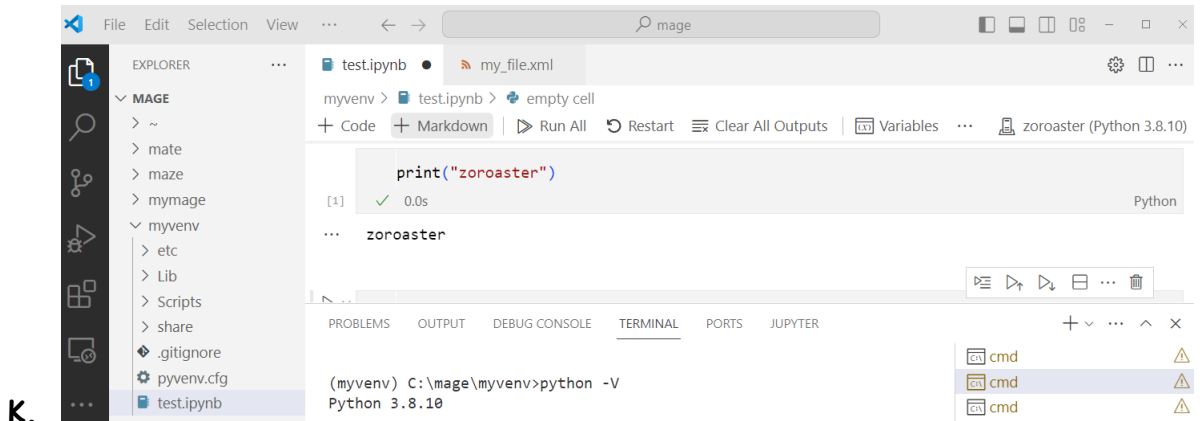 File Edit Selection View ... mage
EXPLORER ...
MAGE
~
mate
maze
mymage
myvenv
etc
Lib
Scripts
share
.gitignore
pyvenv.cfg
test.ipynb
1
test.ipynb my_file.xml
myvenv > test.ipynb > empty cell
+ Code + Markdown Run All Restart Clear All Outputs Variables ... zoroaster (Python 3.8.10)
print("zoroaster")
[1] 0.0s Python
... zoroaster
PROBLEMS OUTPUT DEBUG CONSOLE TERMINAL PORTS JUPYTER
(myvenv) C:\mage\myvenv>python -V
Python 3.8.10
cmd
cmd
cmd
K.